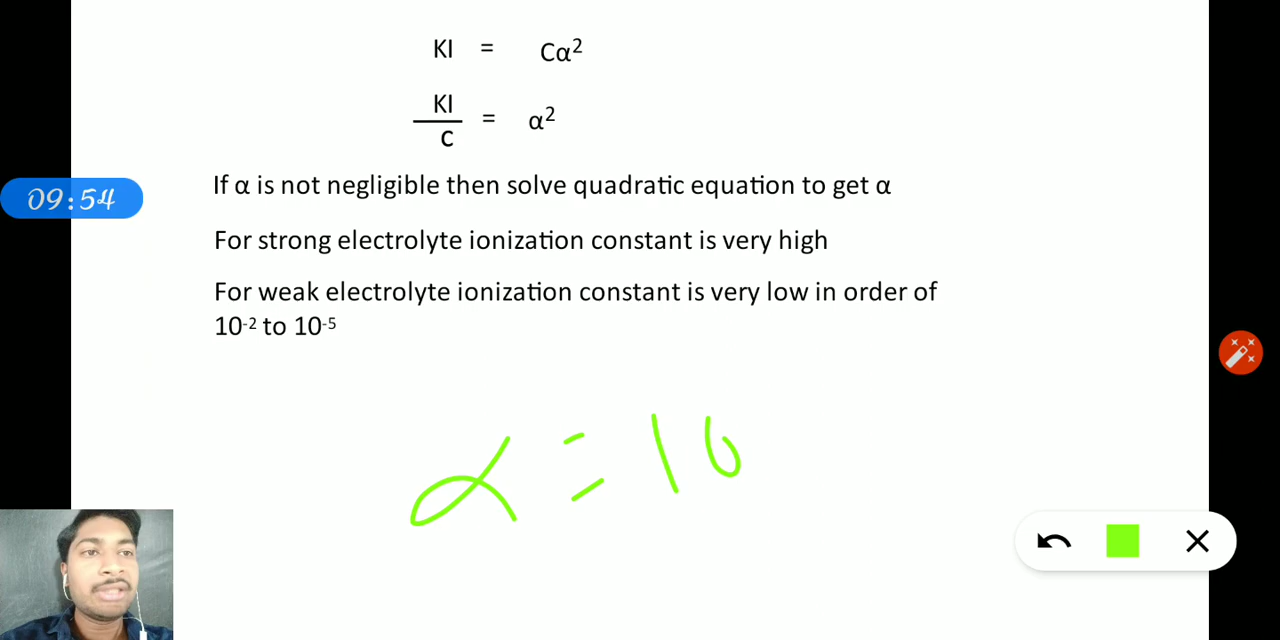 KI = Cα²
KI
C = α²
09:54
If α is not negligible then solve quadratic equation to get α
For strong electrolyte ionization constant is very high
For weak electrolyte ionization constant is very low in order of
10⁻² to 10⁻⁵
α = 10